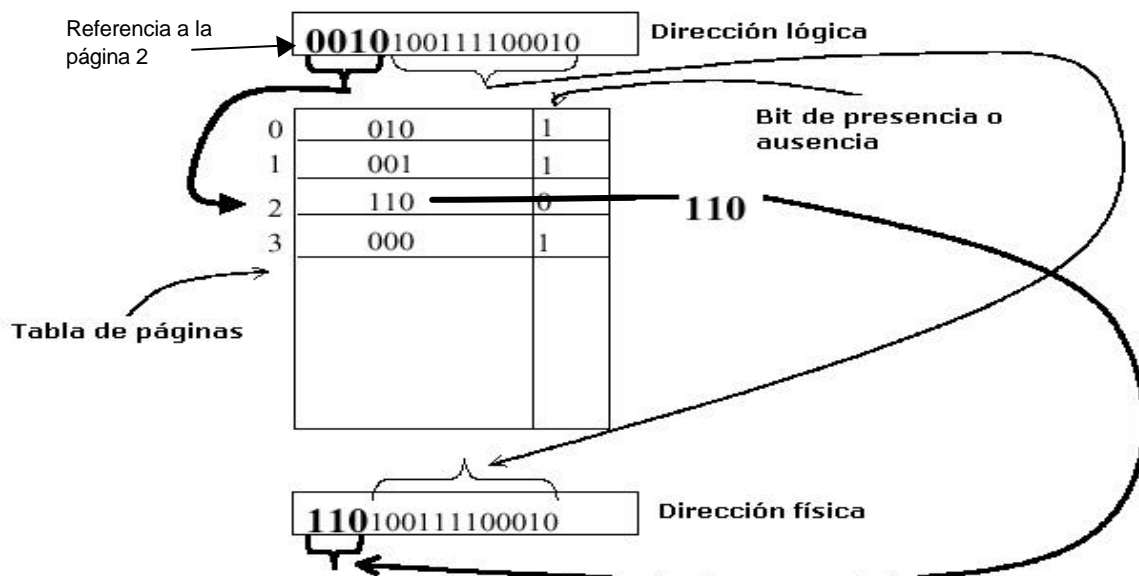 Referencia a la
página 2
0010100111100010
Dirección lógica
Bit de presencia o
ausencia
0 010 1
1 001 1
2 110 0
110
3 000 1
Tabla de páginas
110100111100010
Dirección física